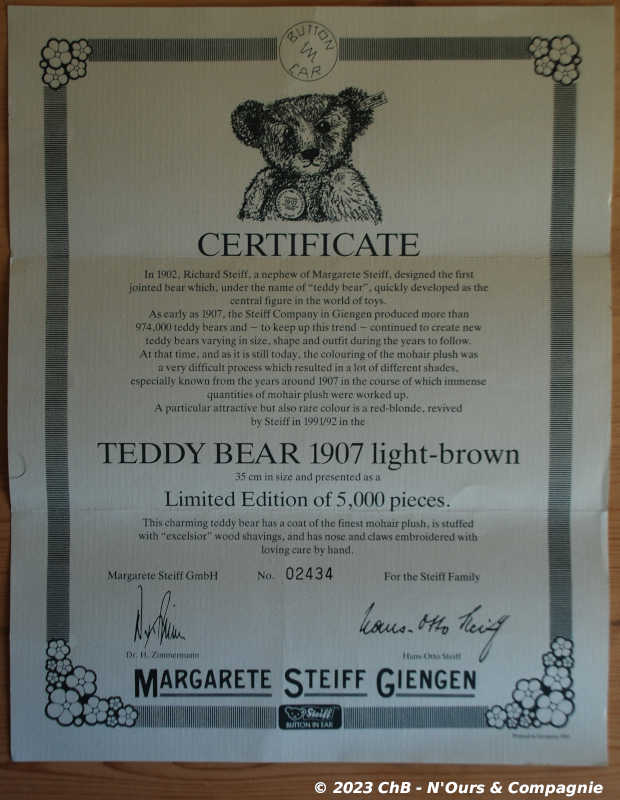 BUTTON
IN
EAR
CERTIFICATE
In 1902, Richard Steiff, a nephew of Margarete Steiff, designed the first
jointed bear which, under the name of “teddy bear”, quickly developed as the
central figure in the world of toys.
As early as 1907, the Steiff Company in Giengen produced more than
974,000 teddy bears and – to keep up this trend – continued to create new
teddy bears varying in size, shape and outfit during the years to follow.
At that time, and as it is still today, the colouring of the mohair plush was
a very difficult process which resulted in a lot of different shades,
especially known from the years around 1907 in the course of which immense
quantities of mohair plush were worked up.
A particular attractive but also rare colour is a red-blonde, revived
by Steiff in 1991/92 in the
TEDDY BEAR 1907 light-brown
35 cm in size and presented as a
Limited Edition of 5,000 pieces.
This charming teddy bear has a coat of the finest mohair plush, is stuffed
with “excelsior” wood shavings, and has nose and claws embroidered with
loving care by hand.
Margarete Steiff GmbH No. 02434 For the Steiff Family
Hans-Otto Steiff
Dr. H. Zimmermann Hans-Otto Steiff
MARGARETE STEIFF GIENGEN
Steiff
BUTTON IN EAR
Printed in Germany
© 2023 ChB - N'Ours & Compagnie